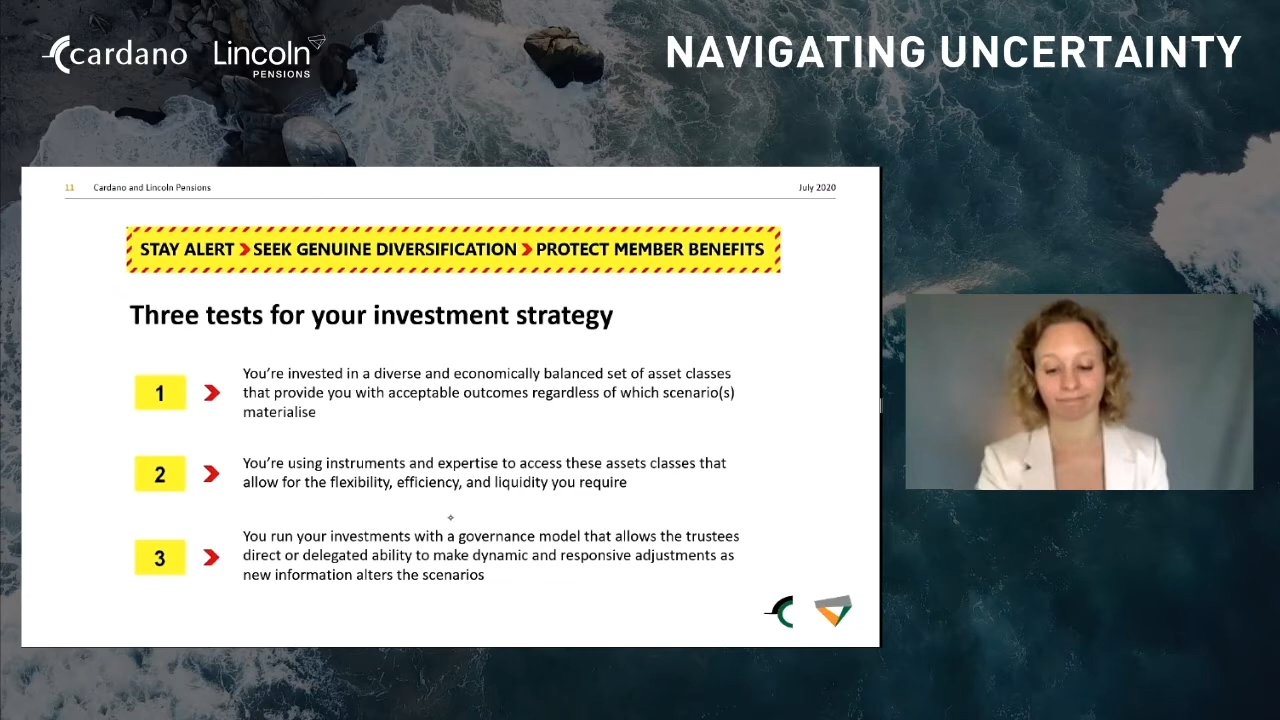 cardano
Lincoln
PENSIONS
NAVIGATING UNCERTAINTY
11 Cardano and Lincoln Pensions July 2020
STAY ALERT SEEK GENUINE DIVERSIFICATION PROTECT MEMBER BENEFITS
Three tests for your investment strategy
1
You're invested in a diverse and economically balanced set of asset classes
that provide you with acceptable outcomes regardless of which scenario(s)
materialise
2
You're using instruments and expertise to access these assets classes that
allow for the flexibility, efficiency, and liquidity you require
3
You run your investments with a governance model that allows the trustees
direct or delegated ability to make dynamic and responsive adjustments as
new information alters the scenarios